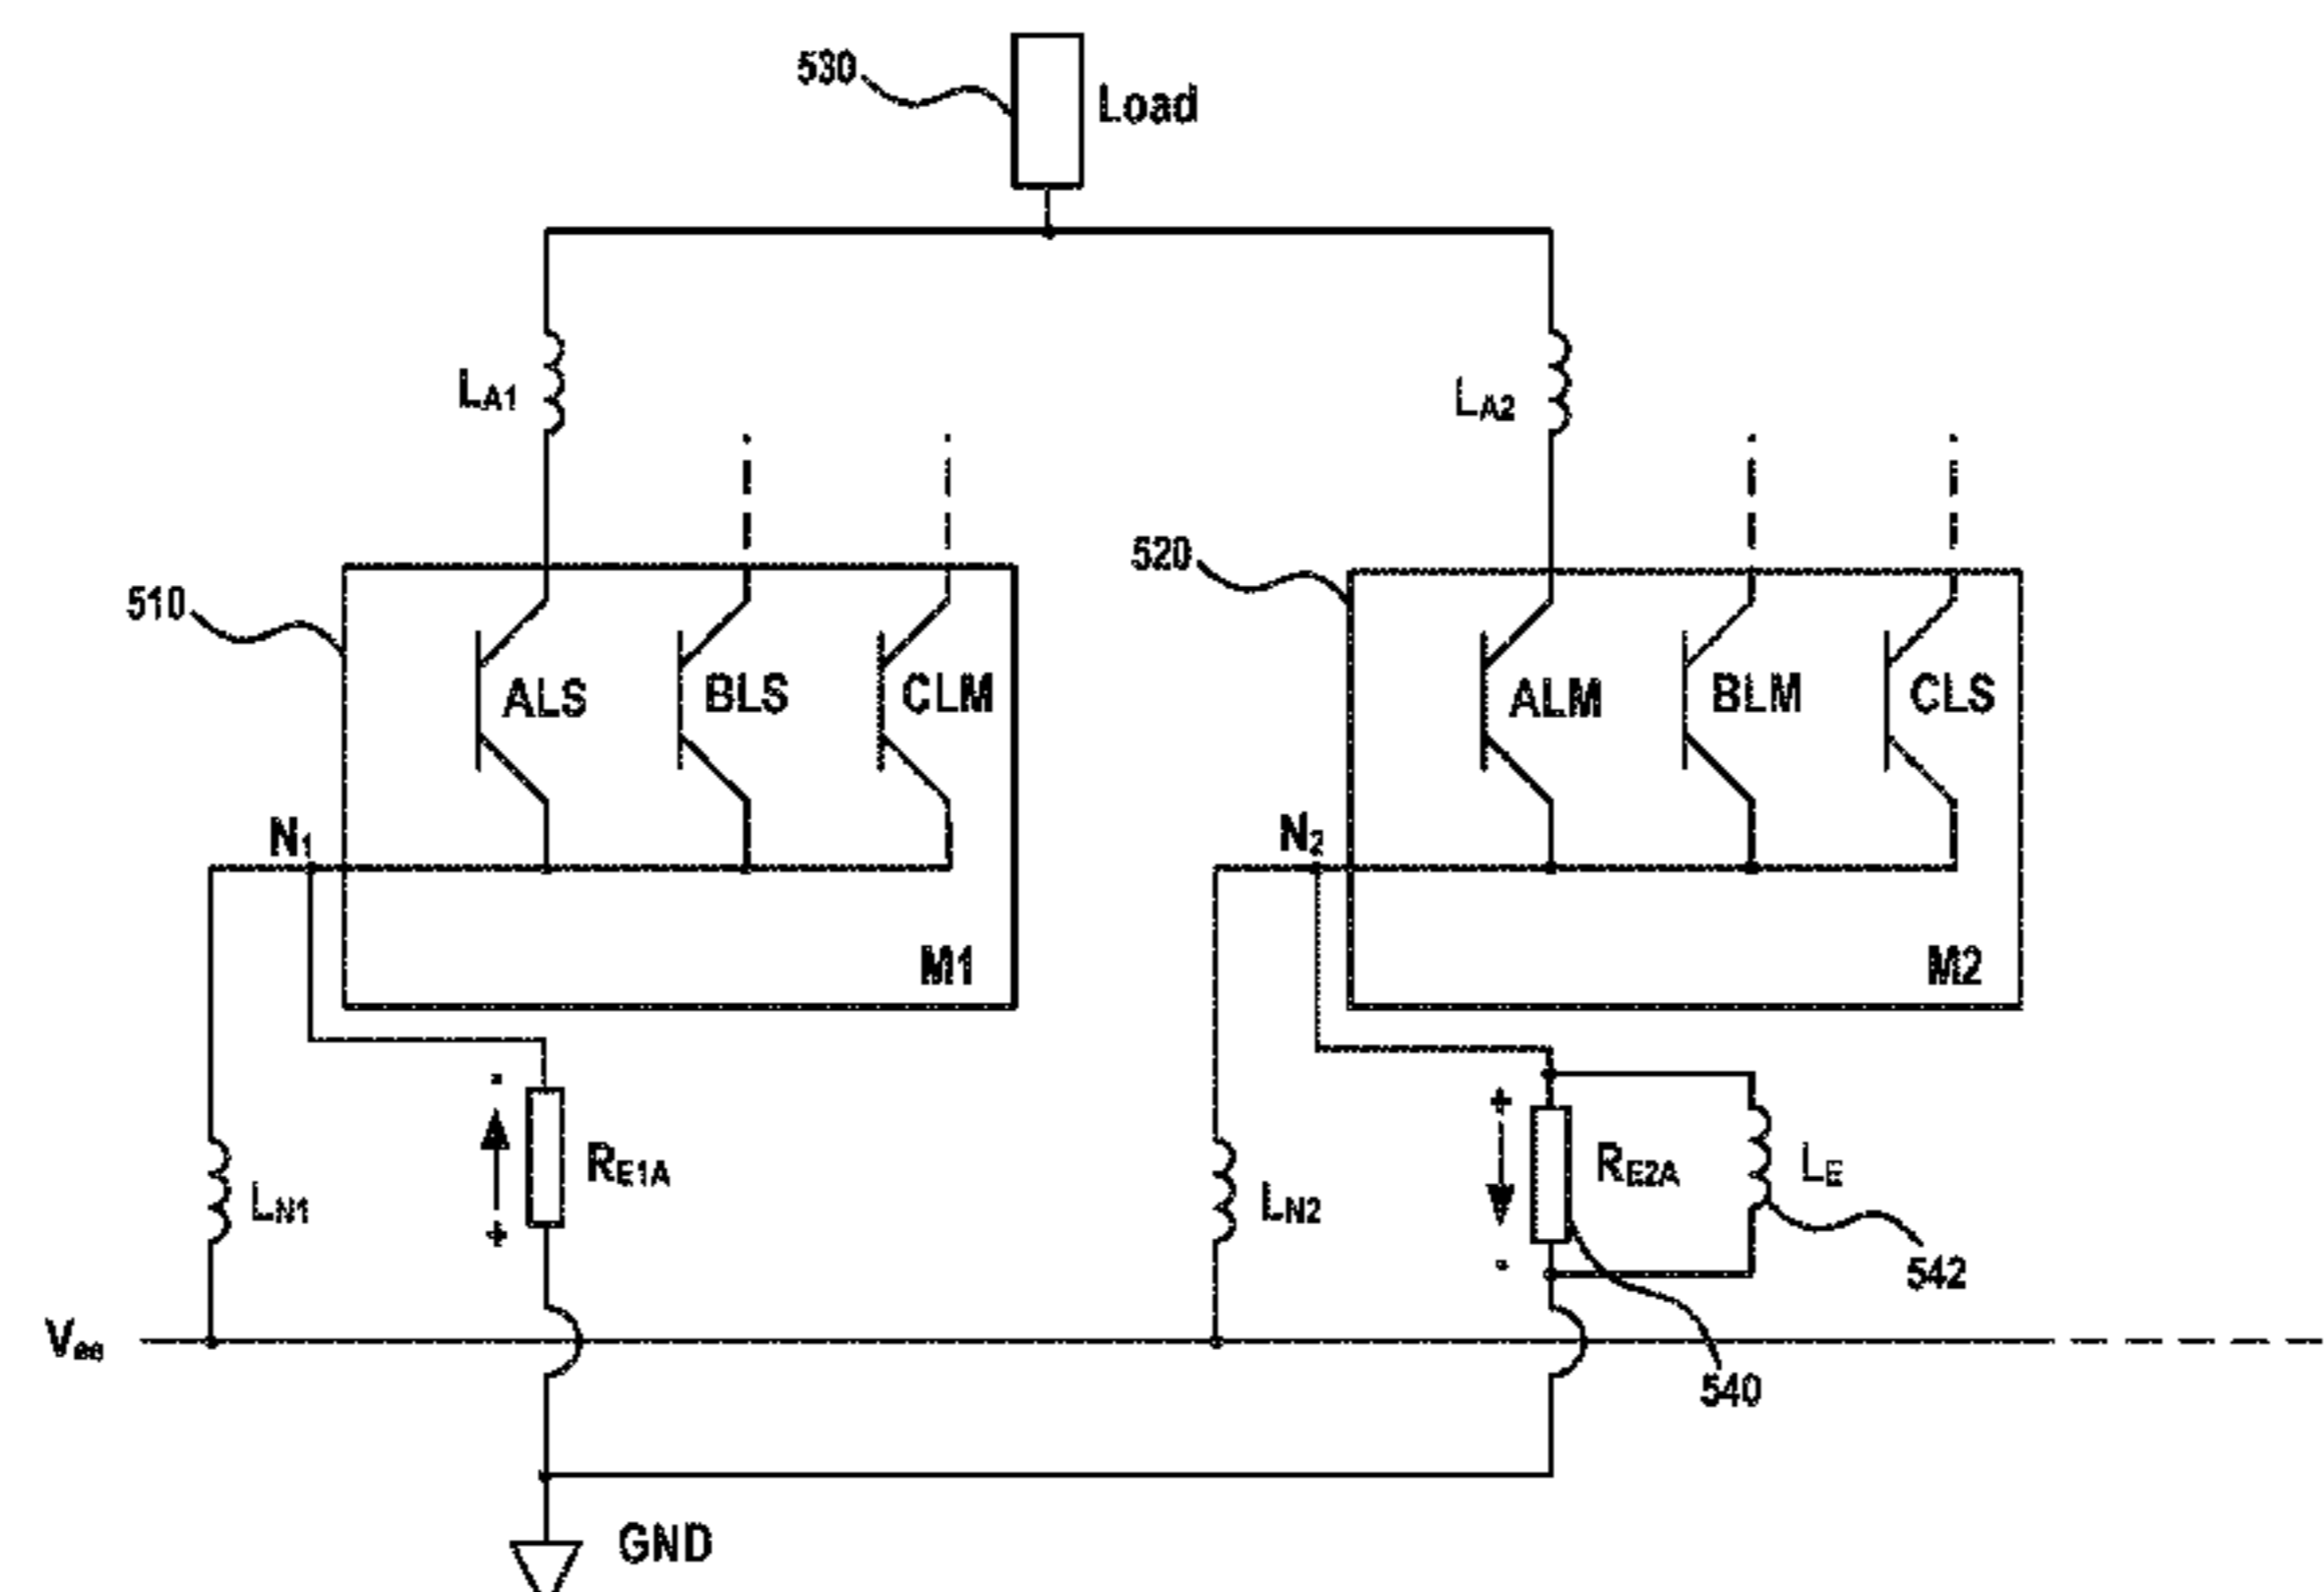 530
Load
LA1
LA2
510
520
ALS BLS CLM
ALM BLM CLS
N1
N2
M1
M2
-
+
RE1A
+
-
RE2A
LE
LN1
LN2
542
Vee
540
GND